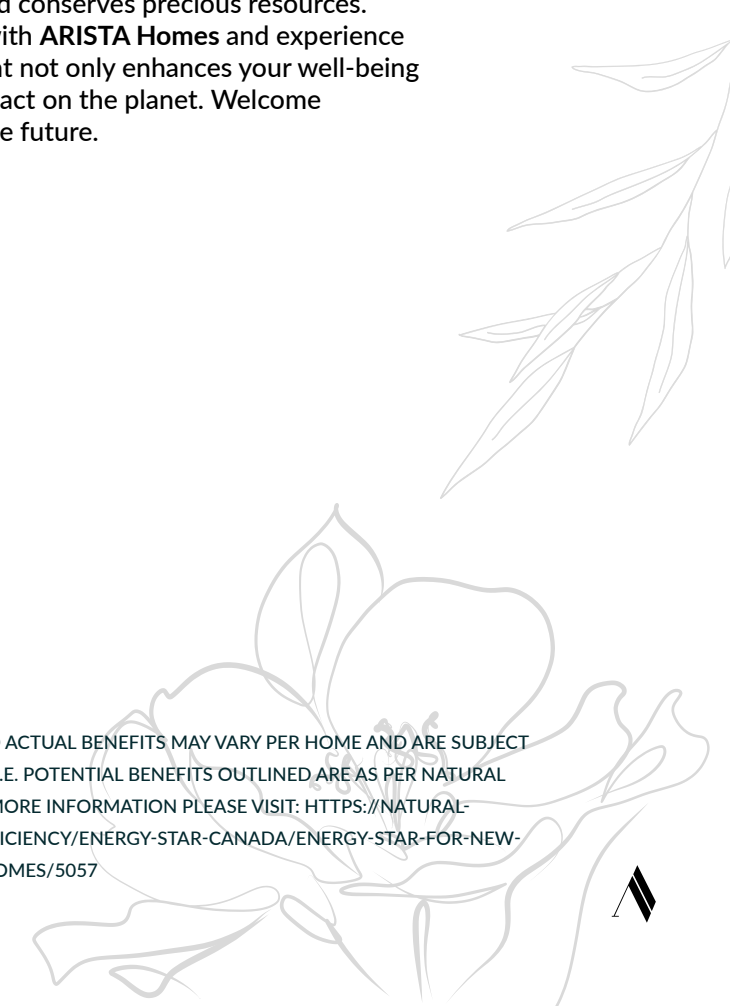 conserves precious resources.
with ARISTA Homes and experience
not only enhances your well-being
act on the planet. Welcome
e future.
ACTUAL BENEFITS MAY VARY PER HOME AND ARE SUBJECT
.E. POTENTIAL BENEFITS OUTLINED ARE AS PER NATURAL
MORE INFORMATION PLEASE VISIT: HTTPS://NATURAL-
ICIENCY/ENERGY-STAR-CANADA/ENERGY-STAR-FOR-NEW-
OMES/5057